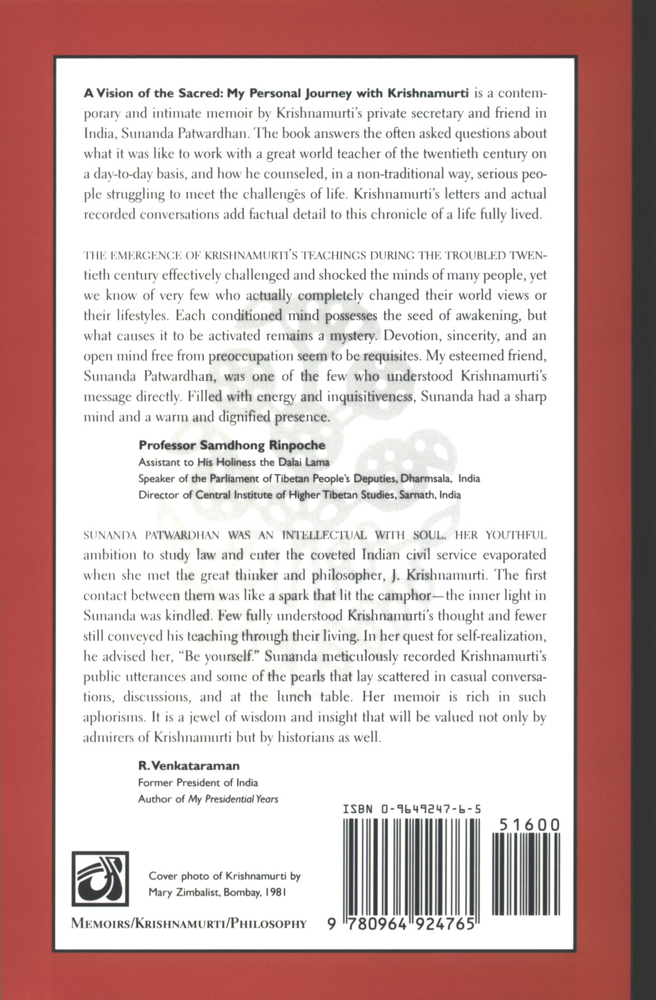 A Vision of the Sacred: My Personal Journey with Krishnamurti is a contem-
porary and intimate memoir by Krishnamurti's private secretary and friend in
India, Sunanda Patwardhan. The book answers the often asked questions about
what it was like to work with a great world teacher of the twentieth century on
a day-to-day basis, and how he counseled, in a non-traditional way, serious peo-
ple struggling to meet the challenges of life. Krishnamurti's letters and actual
recorded conversations add factual detail to this chronicle of a life fully lived.
THE EMERGENCE OF KRISHNAMURTI'S TEACHINGS DURING THE TROUBLED TWEN-
tieth century effectively challenged and shocked the minds of many people, yet
we know of very few who actually completely changed their world views or
their lifestyles. Each conditioned mind possesses the seed of awakening, but
what causes it to be activated remains a mystery. Devotion, sincerity, and an
open mind free from preoccupation seem to be requisites. My esteemed friend,
Sunanda Patwardhan, was one of the few who understood Krishnamurti's
message directly. Filled with energy and inquisitiveness, Sunanda had a sharp
mind and a warm and dignified presence.
Professor Samdhong Rinpoche
Assistant to His Holiness the Dalai Lama
Speaker of the Parliament of Tibetan People's Deputies, Dharmsala, India
Director of Central Institute of Higher Tibetan Studies, Sarnath, India
SUNANDA PATWARDHAN WAS AN INTELLECTUAL WITH SOUL. HER YOUTHFUL
ambition to study law and enter the coveted Indian civil service evaporated
when she met the great thinker and philosopher, J. Krishnamurti. The first
contact between them was like a spark that lit the camphor—the inner light in
Sunanda was kindled. Few fully understood Krishnamurti's thought and fewer
still conveyed his teaching through their living. In her quest for self-realization,
he advised her, "Be yourself." Sunanda meticulously recorded Krishnamurti's
public utterances and some of the pearls that lay scattered in casual conversa-
tions, discussions, and at the lunch table. Her memoir is rich in such
aphorisms. It is a jewel of wisdom and insight that will be valued not only by
admirers of Krishnamurti but by historians as well.
R. Venkataraman
Former President of India
Author of My Presidential Years
ISBN 0-9649247-6-5
51600
Cover photo of Krishnamurti by
Mary Zimbalist, Bombay, 1981
MEMOIRS/KRISHNAMURTI/PHILOSOPHY
9 780964 924765